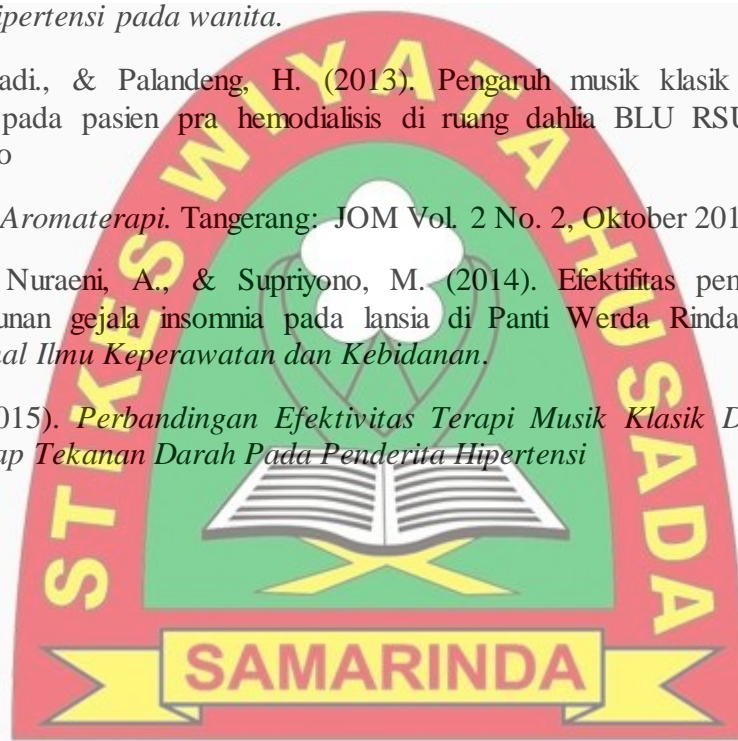 ipertensi pada wanita.
adi., & Palandeng, H. (2013). Pengaruh musik klasik
pada pasien pra hemodialisis di ruang dahlia BLU RSU
o
Aromaterapi. Tangerang: JOM Vol. 2 No. 2, Oktober 201
Nuraeni, A., & Supriyono, M. (2014). Efektifitas pen
unan gejala insomnia pada lansia di Panti Werda Rinda
nal Ilmu Keperawatan dan Kebidanan.
015). Perbandingan Efektivitas Terapi Musik Klasik D
ap Tekanan Darah Pada Penderita Hipertensi
STIKES WIYATA HUSADA
SAMARINDA